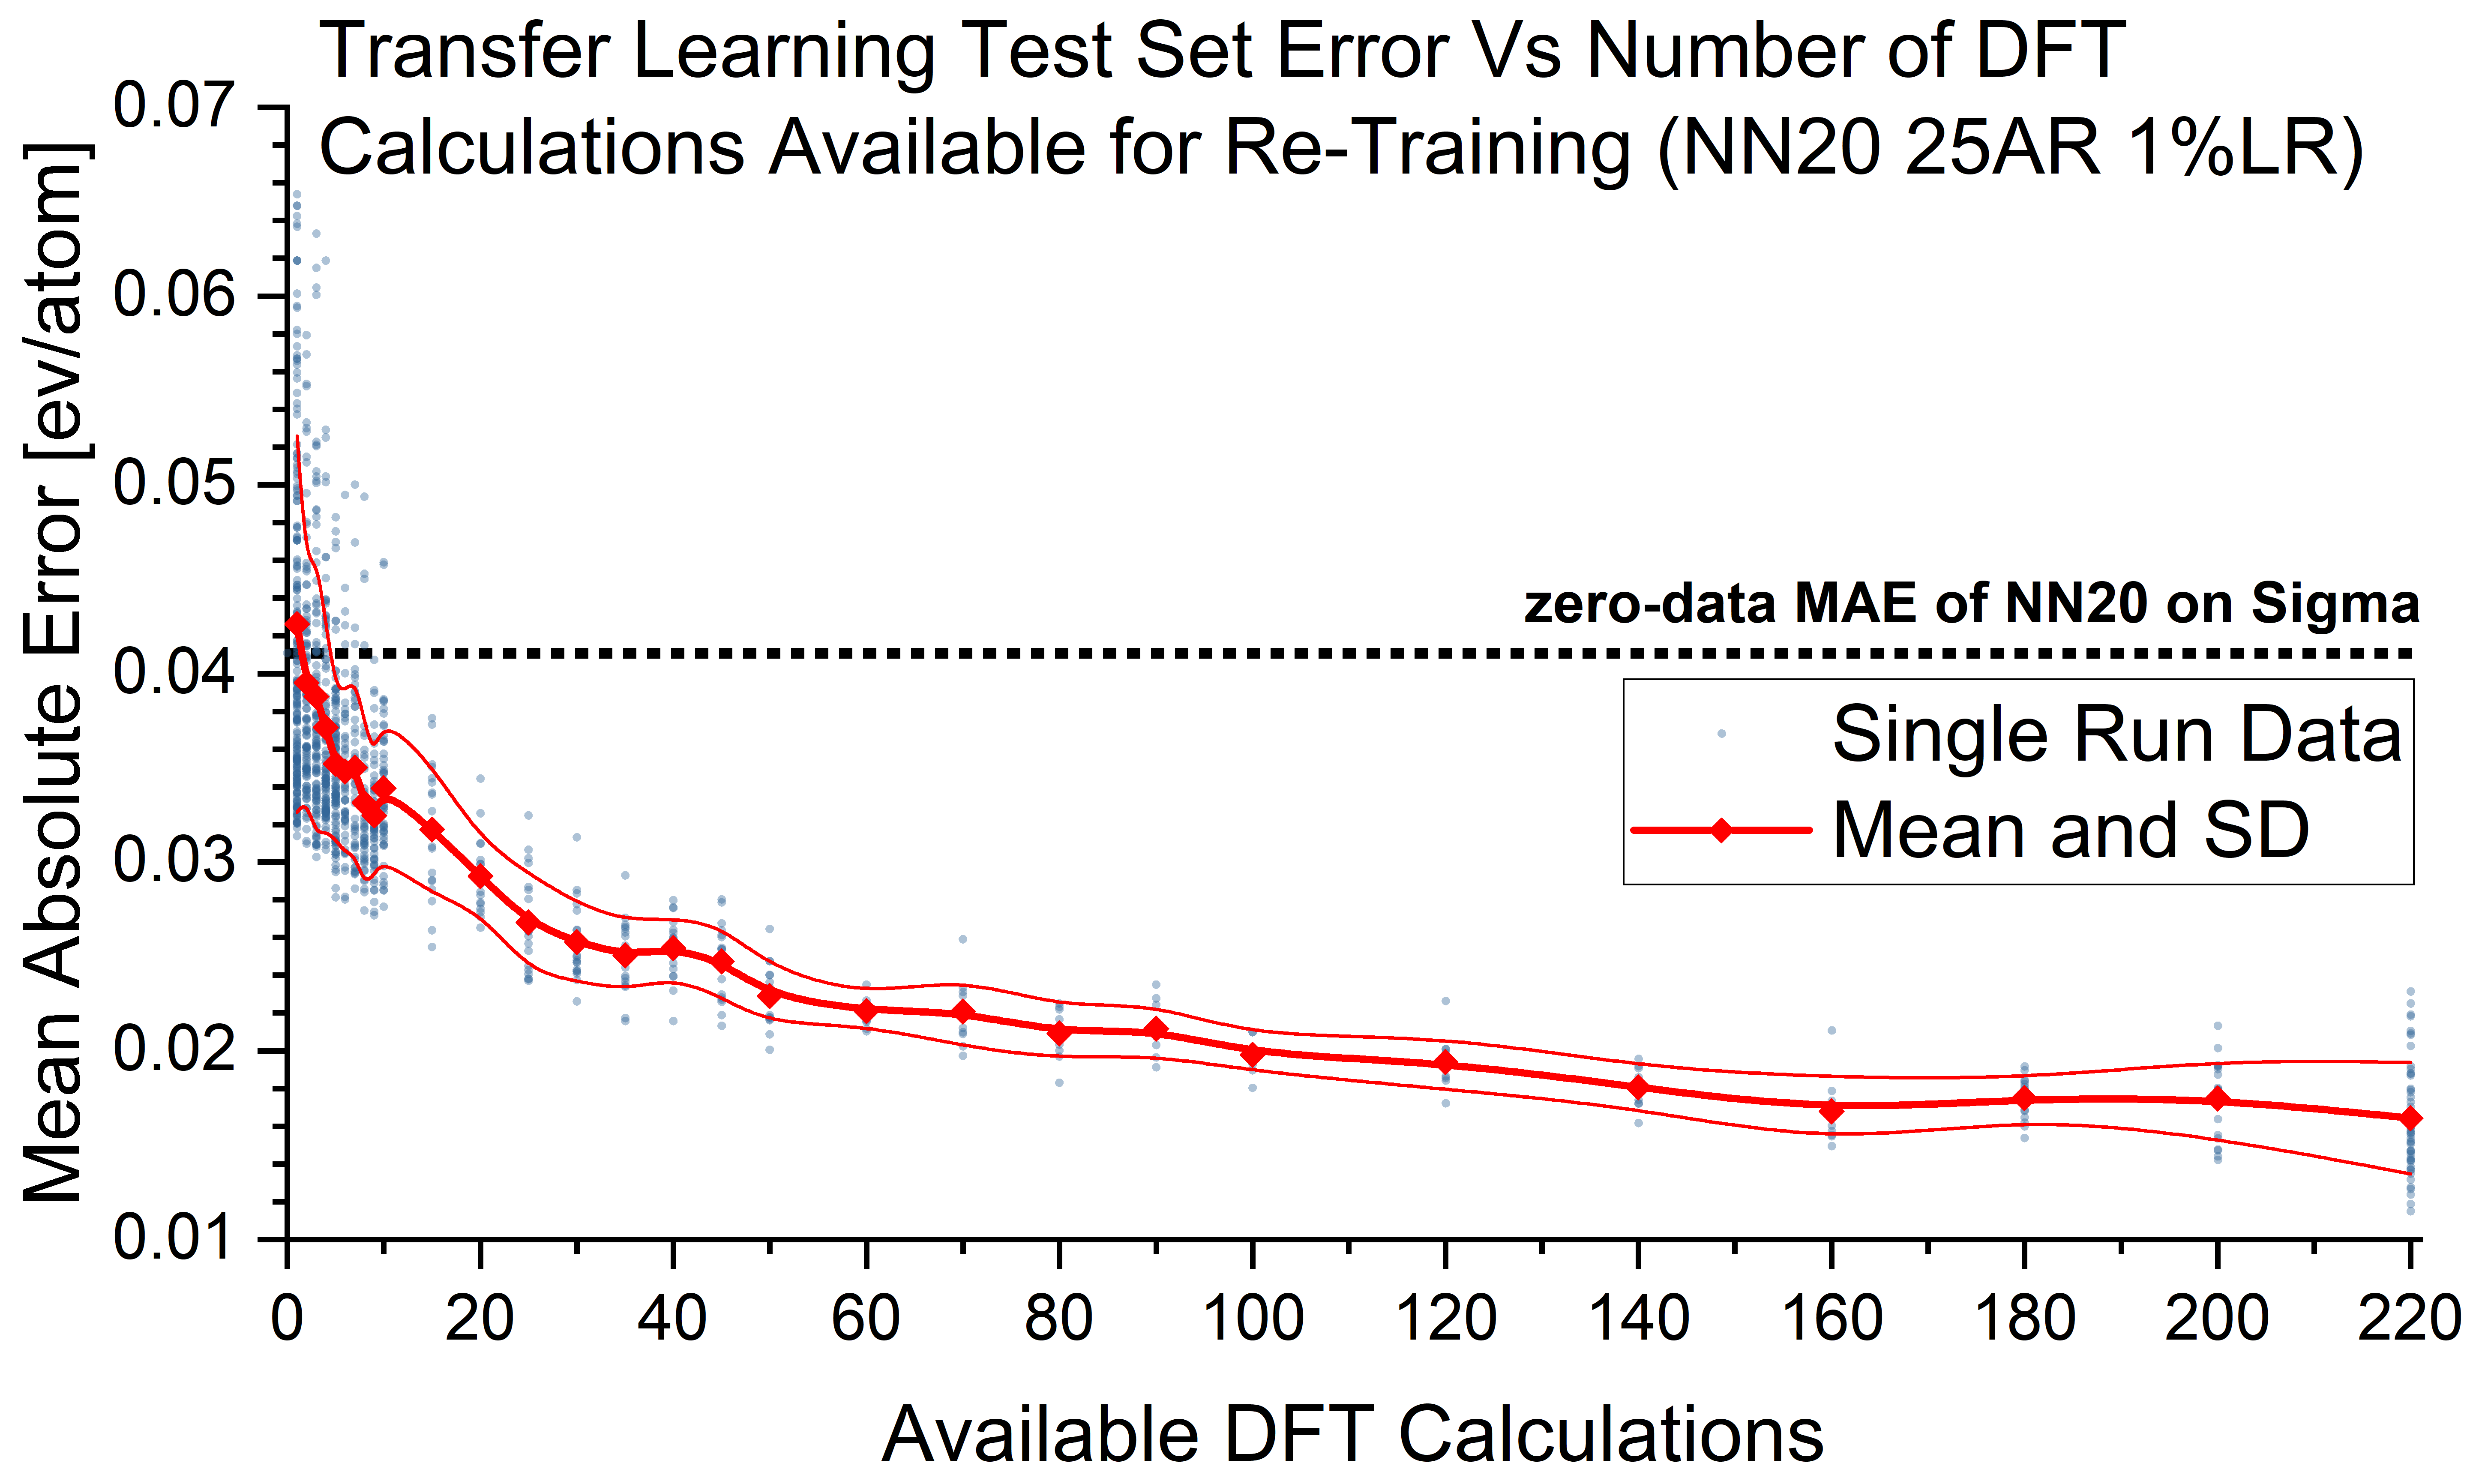 Transfer Learning Test Set Error Vs Number of DFT
Calculations Available for Re-Training (NN20 25AR 1%LR)
Mean Absolute Error [ev/atom]
0.07
0.06
0.05
0.04
0.03
0.02
0.01
zero-data MAE of NN20 on Sigma
Single Run Data
Mean and SD
0 20 40 60 80 100 120 140 160 180 200 220
Available DFT Calculations